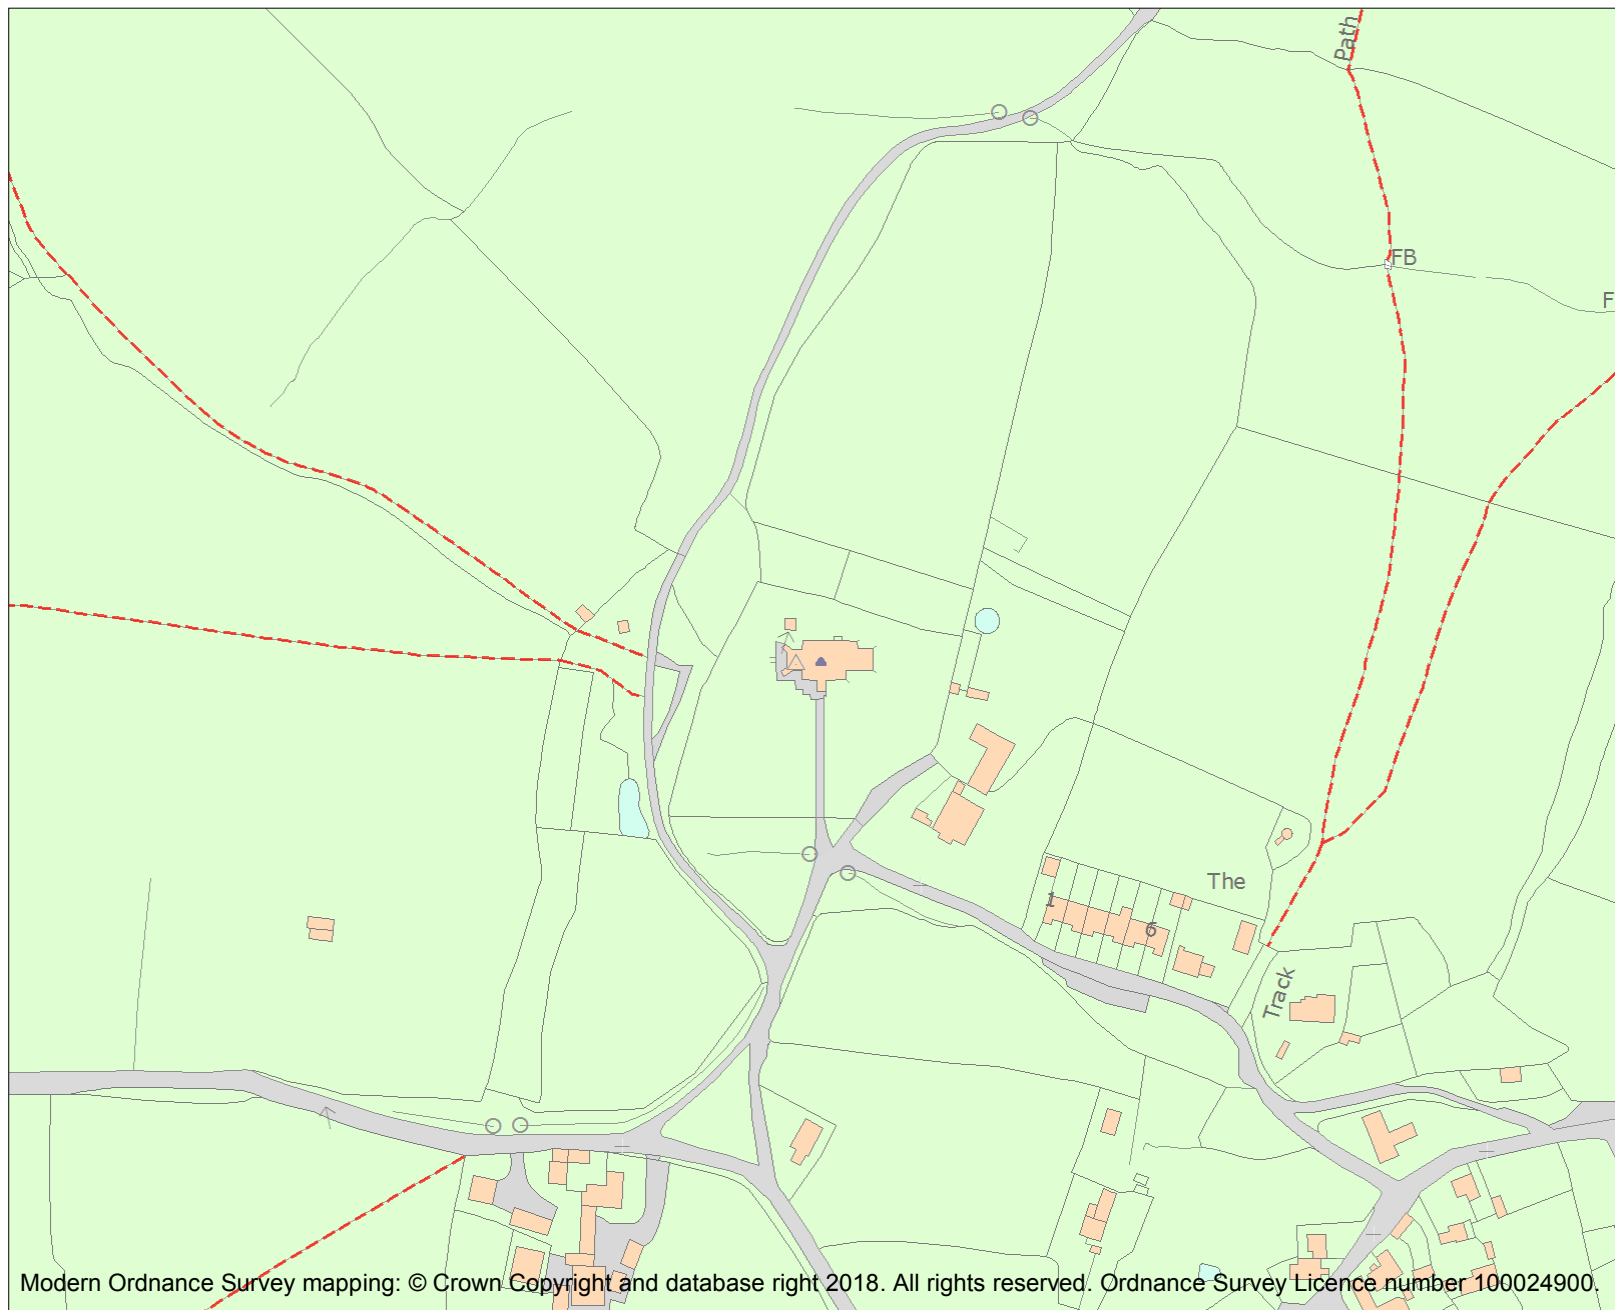 Path
FB
F
The
1
6
Track
Modern Ordnance Survey mapping: © Crown Copyright and database right 2018. All rights reserved. Ordnance Survey Licence number 100024900.